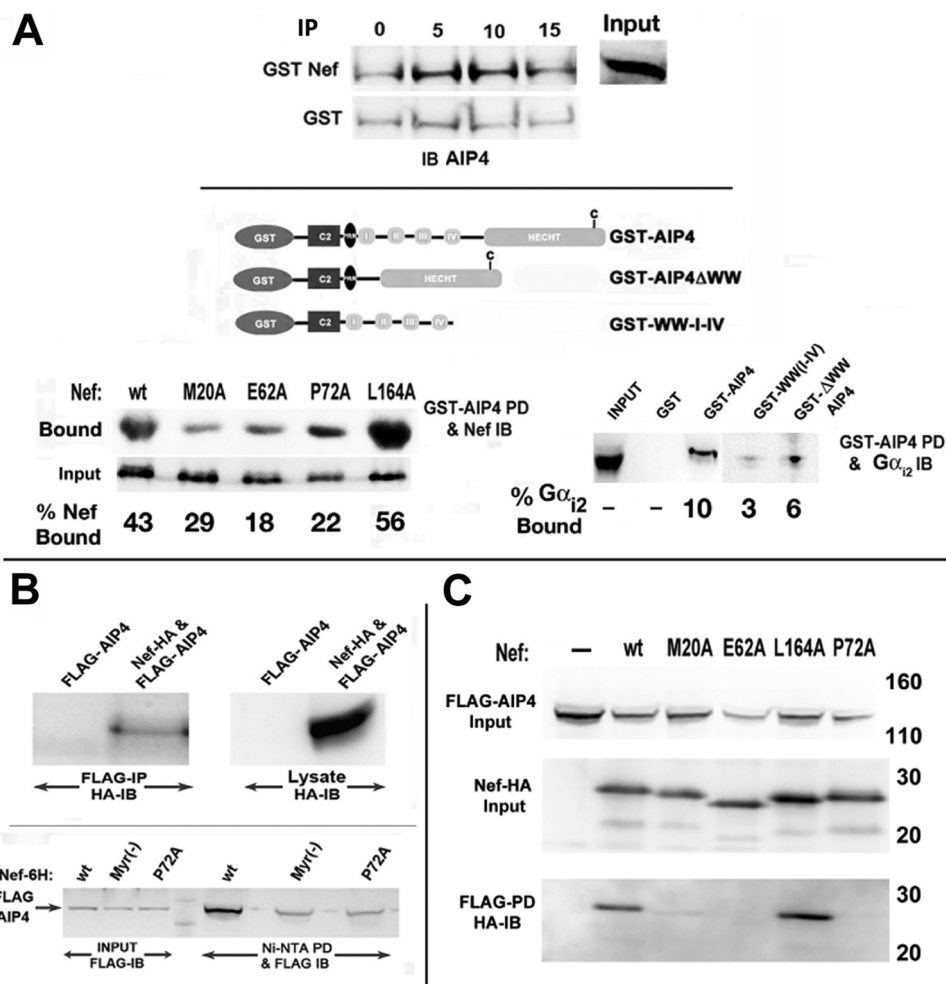 A
IP 0 5 10 15 Input
GST Nef
GST
IB AIP4
GST C2 PRR I II III IV HECHT C GST-AIP4
GST C2 PRR HECHT C GST-AIP4ΔWW
GST C2 I II III IV GST-WW-I-IV
Nef: wt M20A E62A P72A L164A
Bound
GST-AIP4 PD
& Nef IB
Input
% Nef
Bound
43 29 18 22 56
INPUT GST GST-AIP4 GST-WW(I-IV) GST-ΔWW
AIP4
GST-AIP4 PD
& Gαi2 IB
% Gαi2
Bound
– – 10 3 6
B
FLAG-AIP4
Nef-HA &
FLAG-AIP4
FLAG-AIP4
Nef-HA &
FLAG-AIP4
FLAG-IP
HA-IB
Lysate
HA-IB
Nef-6H: wt Myr(-) P72A wt Myr(-) P72A
FLAG
AIP4
INPUT
FLAG-IB
Ni-NTA PD
& FLAG IB
C
Nef: – wt M20A E62A L164A P72A
FLAG-AIP4
Input
160
110
Nef-HA
Input
30
20
FLAG-PD
HA-IB
30
20